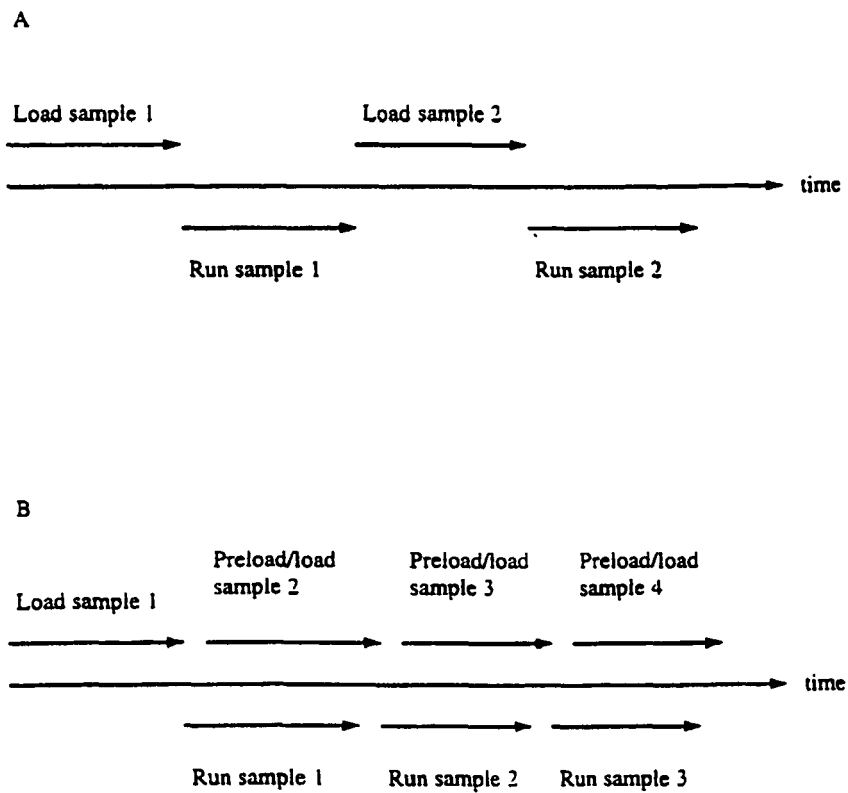 A
Load sample 1
Load sample 2
time
Run sample 1
Run sample 2
B
Preload/load
sample 2
Preload/load
sample 3
Preload/load
sample 4
Load sample 1
time
Run sample 1
Run sample 2
Run sample 3